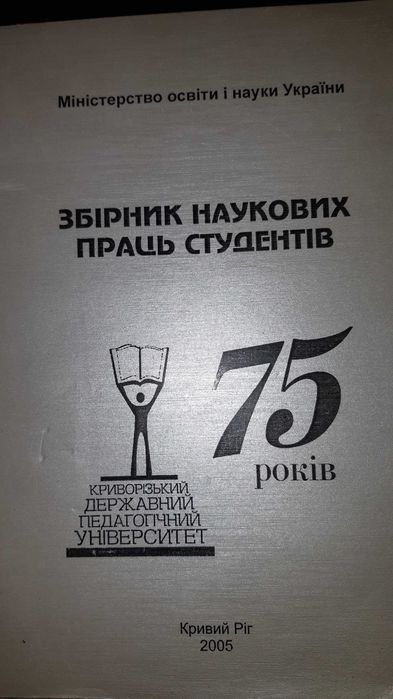 Міністерство освіти і науки України
ЗБІРНИК НАУКОВИХ
ПРАЦЬ СТУДЕНТІВ
75
років
КРИВОРІЗЬКИЙ
ДЕРЖАВНИЙ
ПЕДАГОГІЧНИЙ
УНІВЕРСИТЕТ
Кривий Ріг
2005